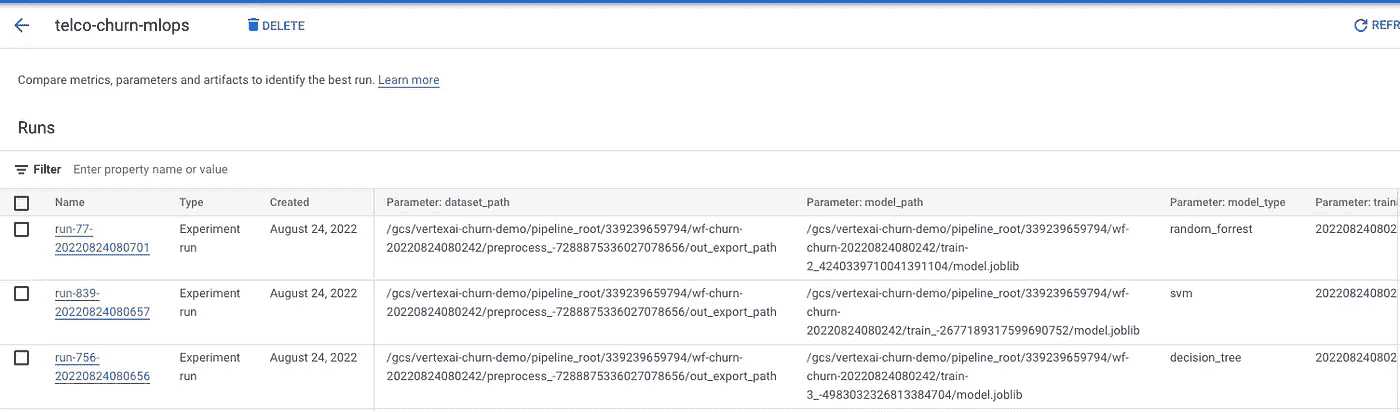 telco-churn-mlops
DELETE
REFR
Compare metrics, parameters and artifacts to identify the best run. Learn more
Runs
Filter Enter property name or value
Name Type Created Parameter: dataset_path Parameter: model_path Parameter: model_type Parameter: traini
run-77- Experiment August 24, 2022 /gcs/vertexai-churn-demo/pipeline_root/339239659794/wf-churn- /gcs/vertexai-churn-demo/pipeline_root/339239659794/wf- random_forrest 202208240802
20220824080701 run 20220824080242/preprocess_-7288875336027078656/out_export_path churn-20220824080242/train-
2_4240339710041391104/model.joblib
run-839- Experiment August 24, 2022 /gcs/vertexai-churn-demo/pipeline_root/339239659794/wf-churn- /gcs/vertexai-churn-demo/pipeline_root/339239659794/wf- svm 202208240802
20220824080657 run 20220824080242/preprocess_-7288875336027078656/out_export_path churn-
20220824080242/train_-2677189317599690752/model.joblib
run-756- Experiment August 24, 2022 /gcs/vertexai-churn-demo/pipeline_root/339239659794/wf-churn- /gcs/vertexai-churn-demo/pipeline_root/339239659794/wf- decision_tree 202208240802
20220824080656 run 20220824080242/preprocess_-7288875336027078656/out_export_path churn-20220824080242/train-
3_-4983032326813384704/model.joblib